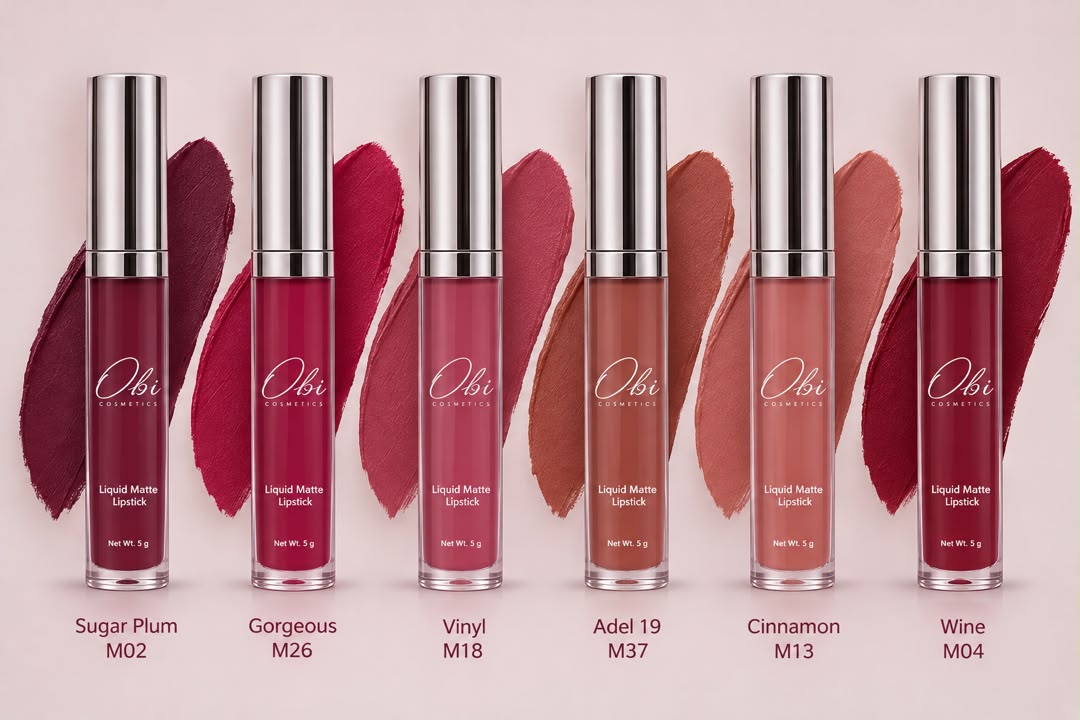 Obi
COSMETICS
Liquid Matte
Lipstick
Net Wt. 5 g
Obi
COSMETICS
Liquid Matte
Lipstick
Net Wt. 5 g
Obi
COSMETICS
Liquid Matte
Lipstick
Net Wt. 5 g
Obi
COSMETICS
Liquid Matte
Lipstick
Net Wt. 5 g
Obi
COSMETICS
Liquid Matte
Lipstick
Net Wt. 5 g
Obi
COSMETICS
Liquid Matte
Lipstick
Net Wt. 5 g
Sugar Plum
M02
Gorgeous
M26
Vinyl
M18
Adel 19
M37
Cinnamon
M13
Wine
M04